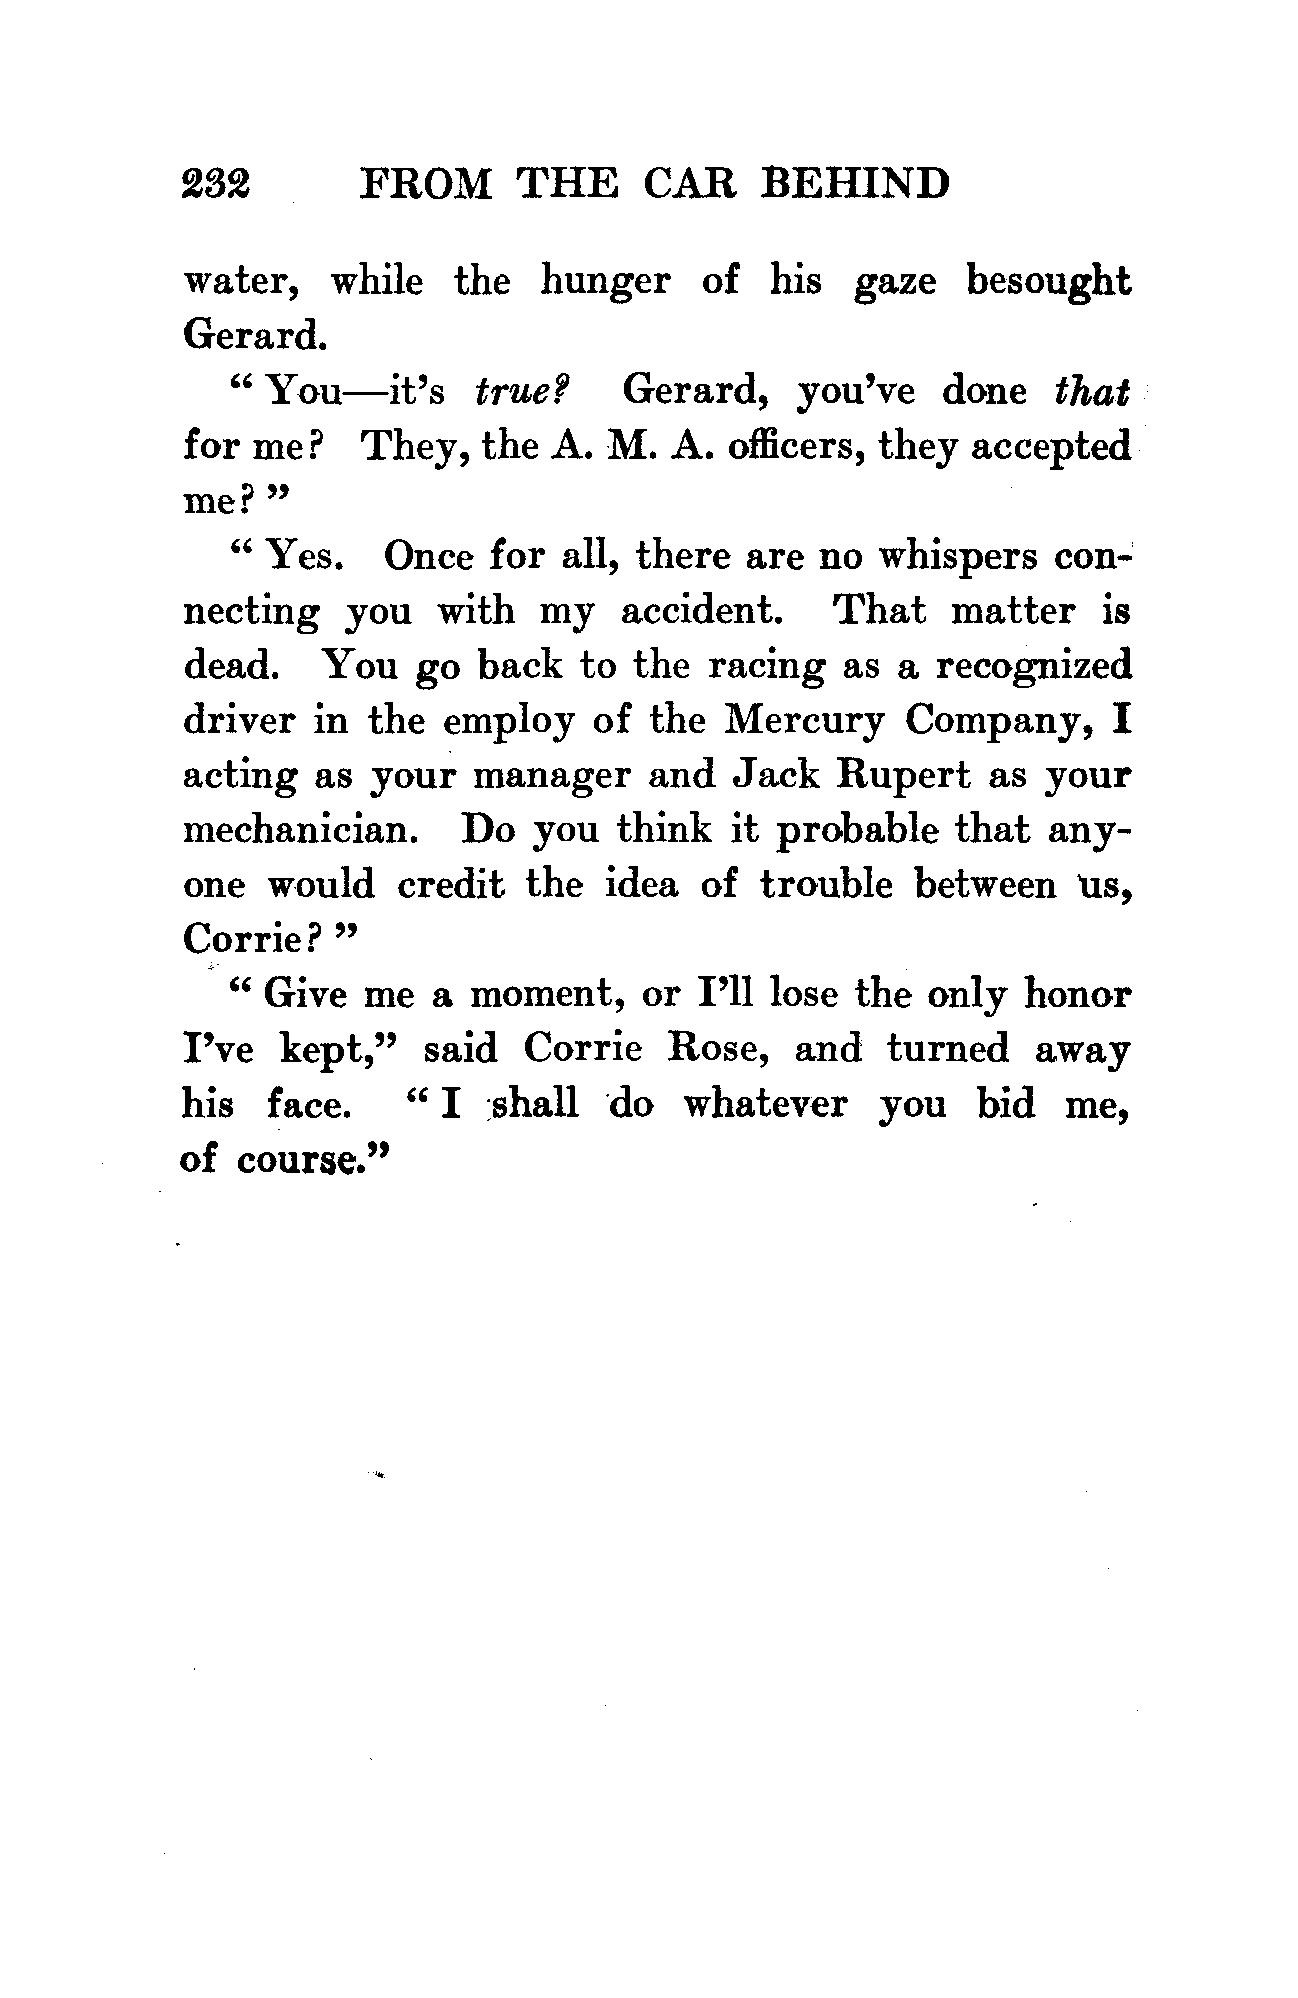 232 FROM THE CAR BEHIND
water, while the hunger of his gaze besought
Gerard.
“ You—it’s true? Gerard, you’ve done that
for me? They, the A. M. A. officers, they accepted
me? ”
“ Yes. Once for all, there are no whispers con-
necting you with my accident. That matter is
dead. You go back to the racing as a recognized
driver in the employ of the Mercury Company, I
acting as your manager and Jack Rupert as your
mechanician. Do you think it probable that any-
one would credit the idea of trouble between us,
Corrie? ”
“ Give me a moment, or I’ll lose the only honor
I’ve kept,” said Corrie Rose, and turned away
his face. “ I shall do whatever you bid me,
of course.”